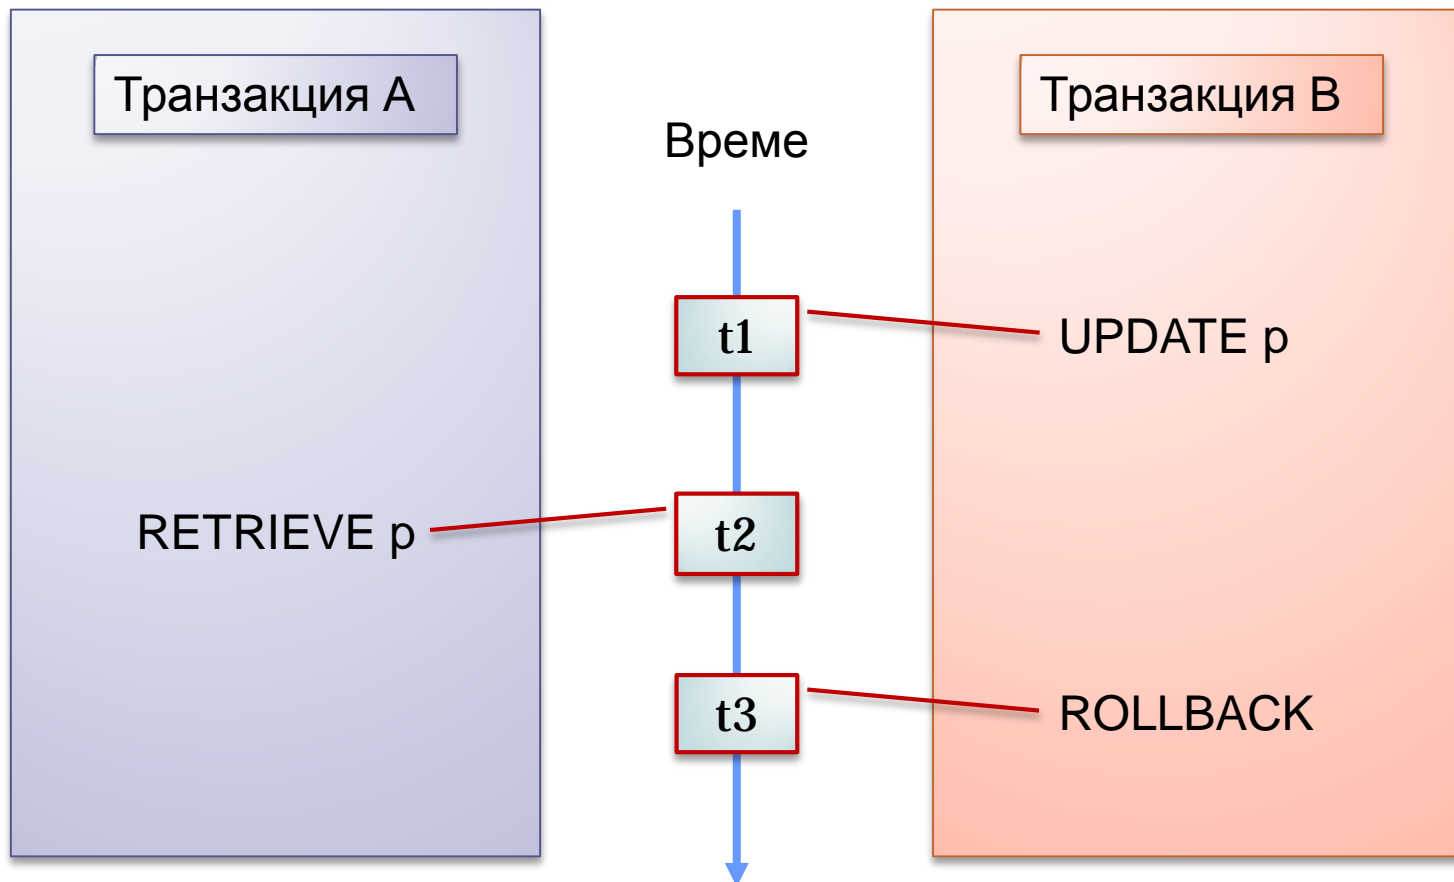 Транзакция A
Транзакция B
Време
t1
UPDATE p
RETRIEVE p
t2
t3
ROLLBACK